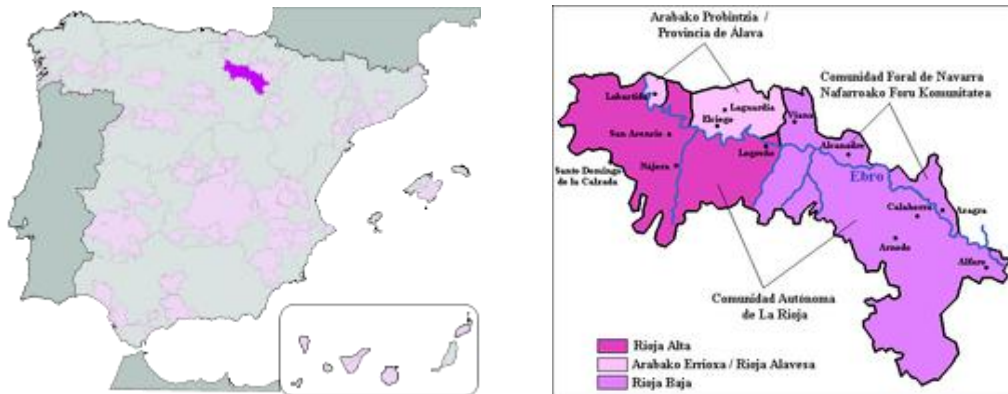 Arabako Probintzia /
Provincia de Álava
Comunidad Foral de Navarra
Nafarroako Foru Komunitatea
Labastida
Laguardia
Elciego
Viana
San Asencio
Alcanadre
Logroño
Nájera
Santo Domingo
de la Calzada
Ebro
Calahorra
Azagra
Arnedo
Alfaro
Comunidad Autónoma
de La Rioja
Rioja Alta
Arabako Errioxa / Rioja Alavesa
Rioja Baja